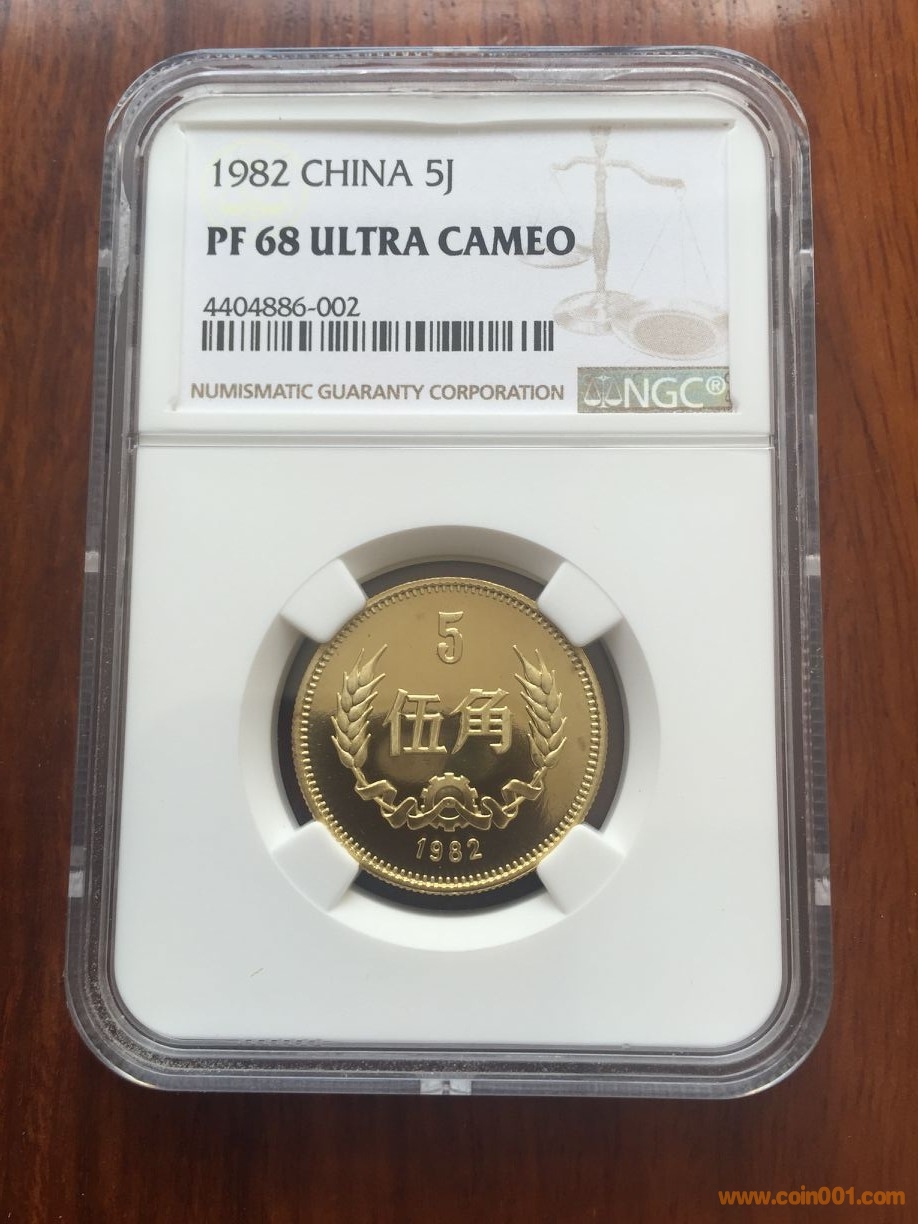 1982 CHINA 5J
PF 68 ULTRA CAMEO
4404886-002
NUMISMATIC GUARANTY CORPORATION
NGC®
5
伍角
1982
www.coin001.com